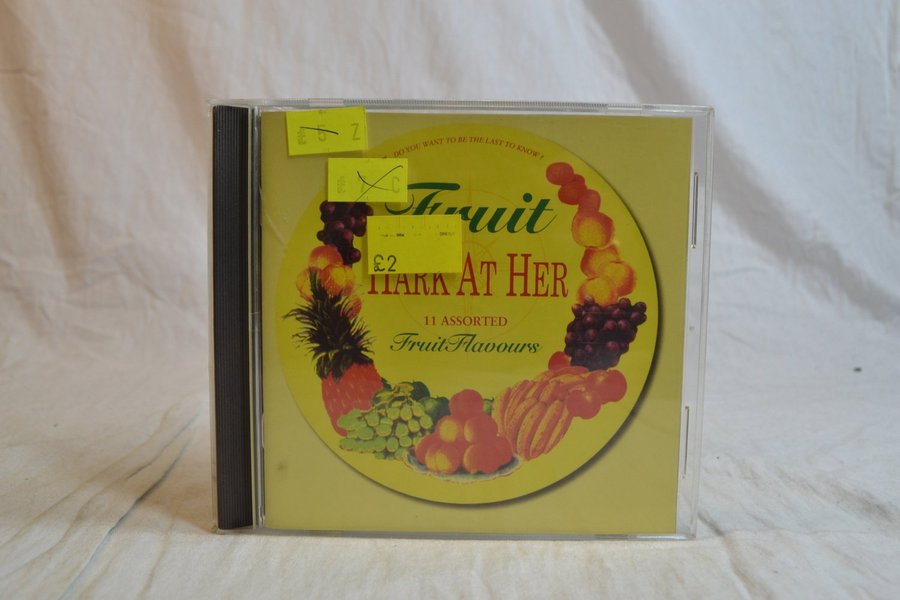 DO YOU WANT TO BE THE LAST TO KNOW !
Fruit
£2
HARK AT HER
11 ASSORTED
Fruit Flavours